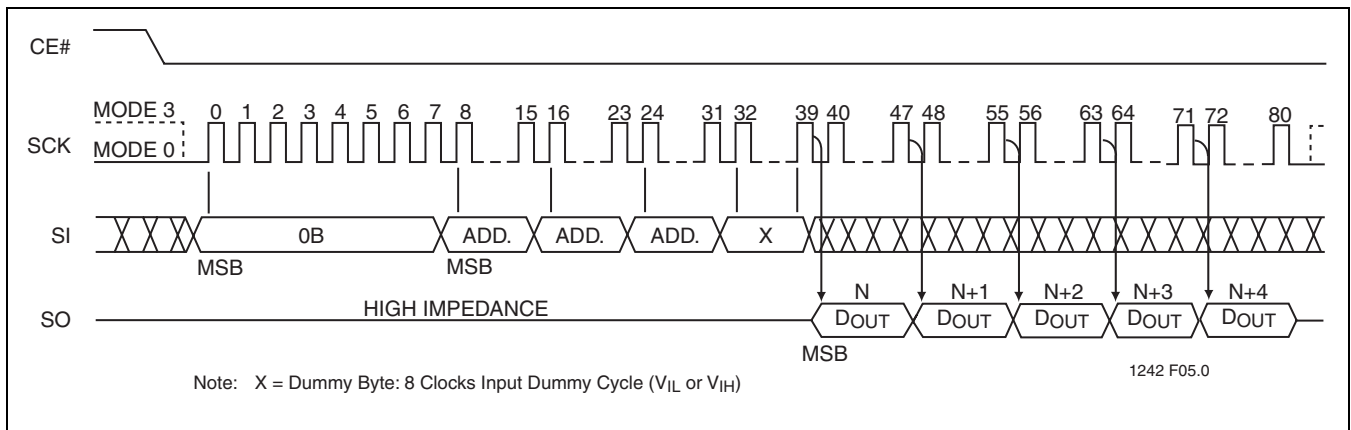 CE#
MODE 3
0 1 2 3 4 5 6 7 8 15 16 23 24 31 32 39 40 47 48 55 56 63 64 71 72 80
SCK
MODE 0
SI
0B
ADD.
ADD.
ADD.
X
MSB
MSB
N
N+1
N+2
N+3
N+4
SO
HIGH IMPEDANCE
DOUT
DOUT
DOUT
DOUT
DOUT
MSB
1242 F05.0
Note: X = Dummy Byte: 8 Clocks Input Dummy Cycle (VIL or VIH)